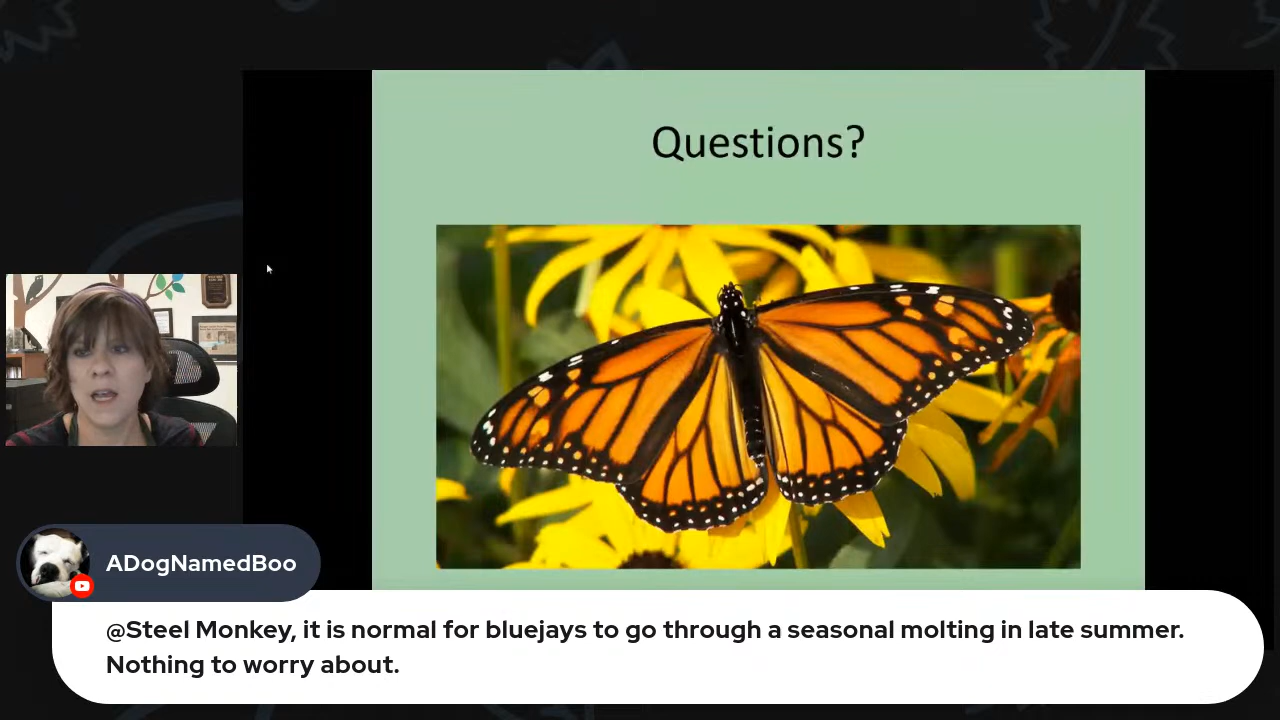 Questions?
ADogNamedBoo
@Steel Monkey, it is normal for bluejays to go through a seasonal molting in late summer.
Nothing to worry about.